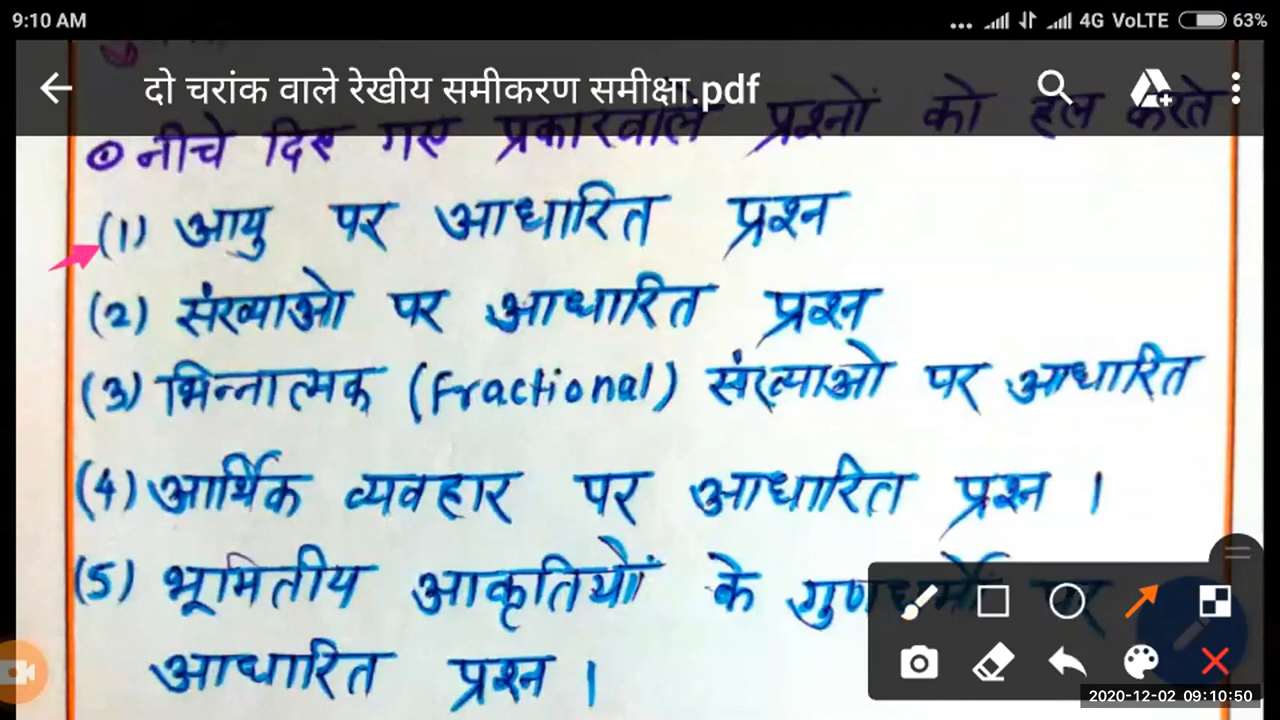 9:10 AM ... 4G VoLTE 63%
दो चरांक वाले रेखीय समीकरण समीक्षा.pdf
नीचे दिए गए प्रकारवाले प्रश्नों को हल करते
(1) आयु पर आधारित प्रश्न
(2) संख्याओ पर आधारित प्रश्न
(3) भिन्नात्मक (Fractional) संख्याओ पर आधारित
(4) आर्थिक व्यवहार पर आधारित प्रश्न ।
(5) भूमितीय आकृतियों के गुणधर्मो पर
आधारित प्रश्न ।
2020-12-02 09:10:50